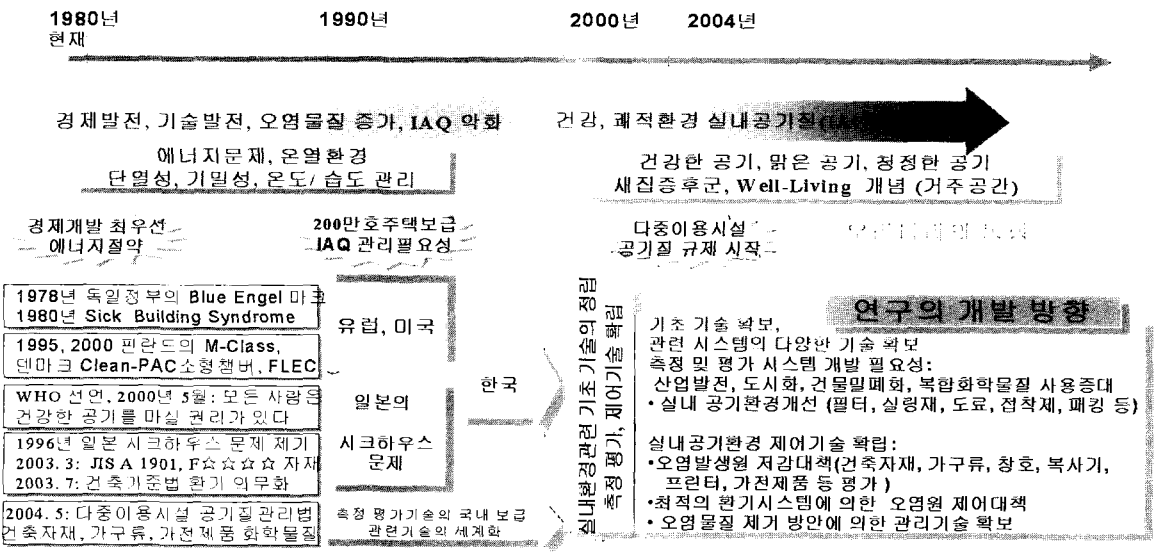 1980년
현재
1990년
2000년
2004년
경제발전, 기술발전, 오염물질 증가, IAQ 악화
에너지문제, 온열환경
단열성, 기밀성, 온도/ 습도 관리
건강, 쾌적환경 실내공기질(IAQ
건강한 공기, 맑은 공기, 청정한 공기
새집증후군, Well-Living 개념 (거주공간)
경제개발 최우선
에너지절약
200만호주택보급
IAQ 관리필요성
다중이용시설
공기질 규제 시작
1978년 독일정부의 Blue Engel 마크
1980년 Sick Building Syndrome
1995, 2000 핀란드의 M-Class,
덴마크 Clean-PAC소형챔버, FLEC
WHO 선언, 2000년 5월: 모든 사람은
건강한 공기를 마실 권리가 있다
1996년 일본 시크하우스 문제 제기
2003. 3: JIS A 1901, F☆☆☆☆ 자재
2003. 7: 건축기준법 환기 의무화
2004. 5: 다중이용시설 공기질관리법
건축자재, 가구류, 가전제품 화학물질
유럽, 미국
일본의
시크하우스
문제
측정 평가기술의 국내 보급
관련기술의 세계화
한국
실내환경관련 기초 기술의 정립
측정 평가, 제어기술 확립
연구의 개발 방향
기초 기술 확보,
관련 시스템의 다양한 기술 확보
측정 및 평가 시스템 개발 필요성:
산업발전, 도시화, 건물밀폐화, 복합화학물질 사용증대
• 실내 공기환경개선 (필터, 실링재, 도료, 접착제, 패킹 등)
실내공기환경 제어기술 확립:
•오염발생원 저감대책(건축자재, 가구류, 창호, 복사기,
프린터, 가전제품 등 평가 )
•최적의 환기시스템에 의한 오염원 제어대책
• 오염물질 제거 방안에 의한 관리기술 확보